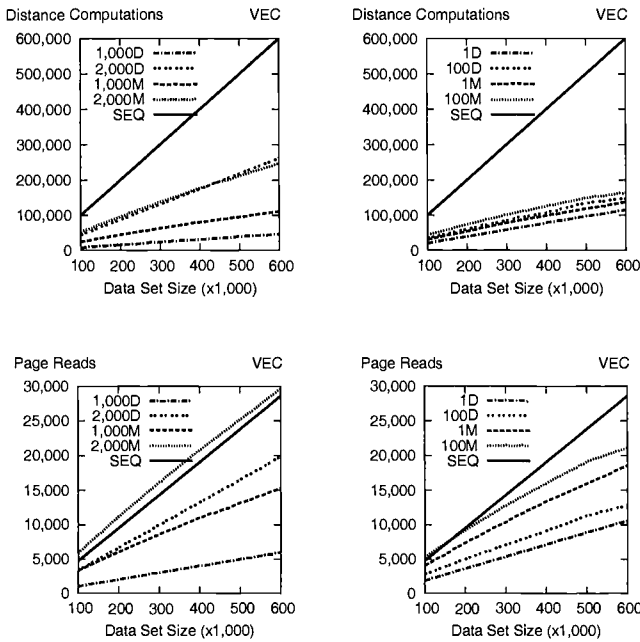 Distance Computations VEC
600,000
500,000
400,000
300,000
200,000
100,000
0
1,000D
2,000D
1,000M
2,000M
SEQ
100 200 300 400 500 600
Data Set Size (x1,000)
Distance Computations VEC
600,000
500,000
400,000
300,000
200,000
100,000
0
1D
100D
1M
100M
SEQ
100 200 300 400 500 600
Data Set Size (x1,000)
Page Reads VEC
30,000
25,000
20,000
15,000
10,000
5,000
0
1,000D
2,000D
1,000M
2,000M
SEQ
100 200 300 400 500 600
Data Set Size (x1,000)
Page Reads VEC
30,000
25,000
20,000
15,000
10,000
5,000
0
1D
100D
1M
100M
SEQ
100 200 300 400 500 600
Data Set Size (x1,000)